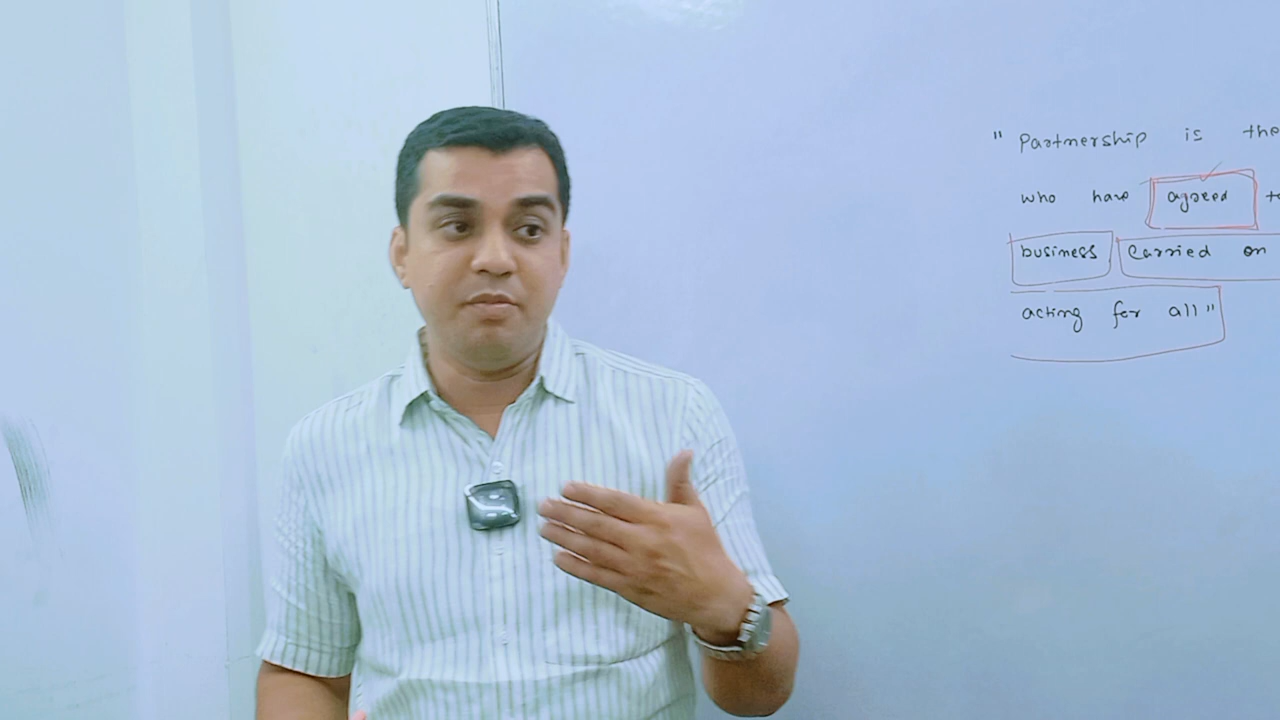 " Partnership is the
who have agreed to
business carried on
acting for all"